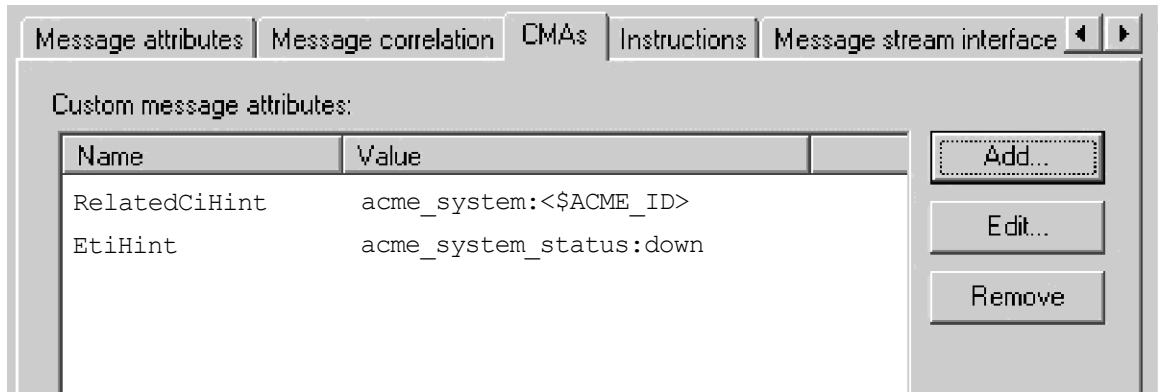 Message attributes Message correlation CMAs Instructions Message stream interface
Custom message attributes:
Name Value
Add...
RelatedCiHint acme_system:<$ACME_ID>
Edit...
EtiHint acme_system_status:down
Remove